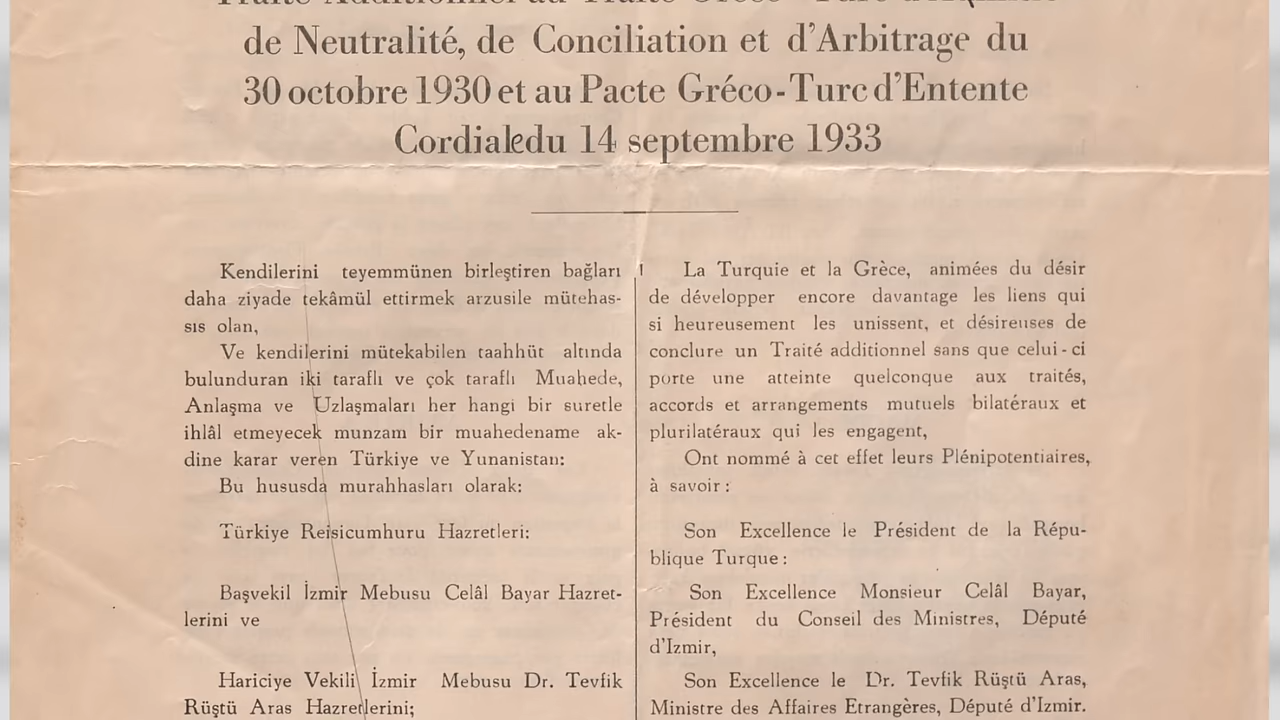 Traité Additionnel au Traité Gréco-Turc d'Amitié
de Neutralité, de Conciliation et d'Arbitrage du
30 octobre 1930 et au Pacte Gréco-Turc d'Entente
Cordiale du 14 septembre 1933
Kendilerini teyemmünen birleştiren bağları
daha ziyade tekâmül ettirmek arzusile mütehas-
sıs olan,
Ve kendilerini mütekabilen taahhüt altında
bulunduran iki taraflı ve çok taraflı Muahede,
Anlaşma ve Uzlaşmaları her hangi bir suretle
ihlâl etmeyecek munzam bir muahedename ak-
dine karar veren Türkiye ve Yunanistan:
Bu hususda murahhasları olarak:
Türkiye Reisicumhuru Hazretleri:
Başvekil İzmir Mebusu Celâl Bayar Hazret-
lerini ve
Hariciye Vekili İzmir Mebusu Dr. Tevfik
Rüştü Aras Hazretlerini;
La Turquie et la Grèce, animées du désir
de développer encore davantage les liens qui
si heureusement les unissent, et désireuses de
conclure un Traité additionnel sans que celui-ci
porte une atteinte quelconque aux traités,
accords et arrangements mutuels bilatéraux et
plurilatéraux qui les engagent,
Ont nommé à cet effet leurs Plénipotentiaires,
à savoir :
Son Excellence le Président de la Répu-
blique Turque :
Son Excellence Monsieur Celâl Bayar,
Président du Conseil des Ministres, Député
d'Izmir,
Son Excellence le Dr. Tevfik Rüştü Aras,
Ministre des Affaires Etrangères, Député d'Izmir.